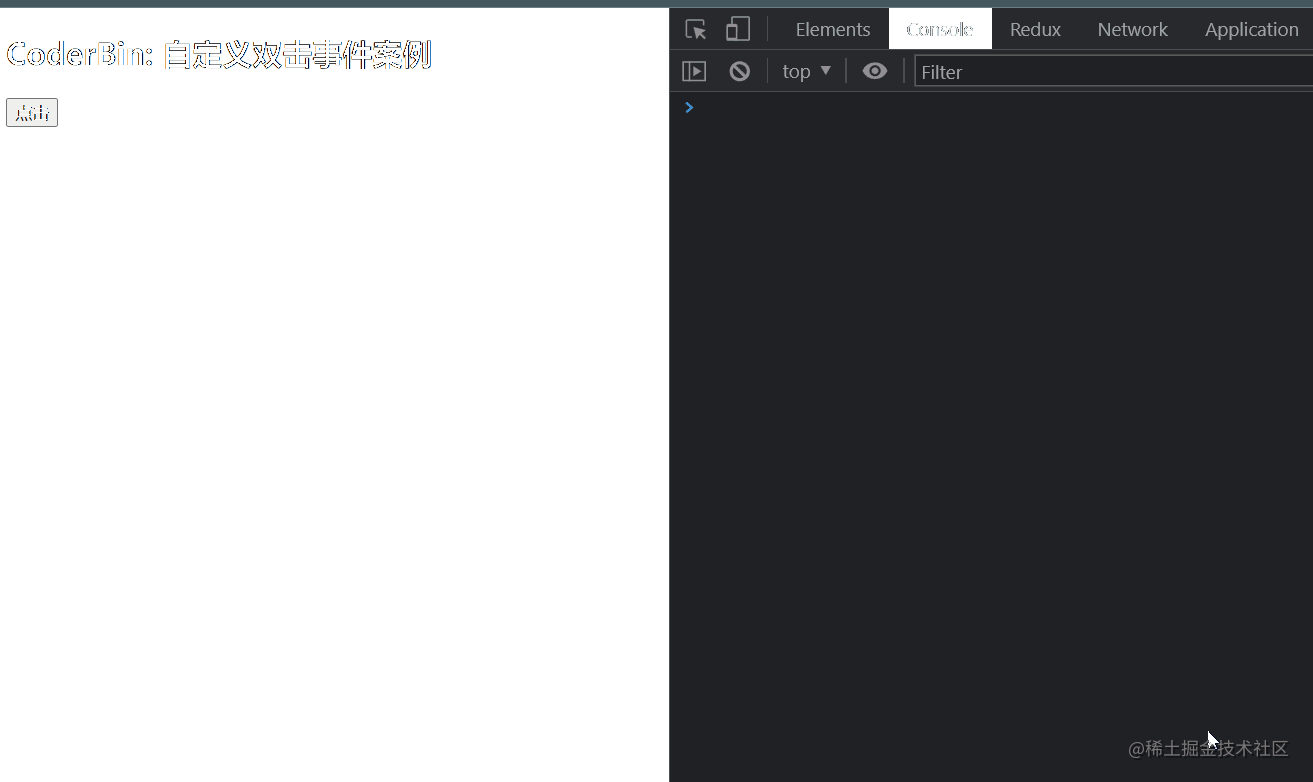 CoderBin: 自定义双击事件案例
点击
Elements Console Redux Network Application
top ▼ Filter
>
@稀土掘金技术社区